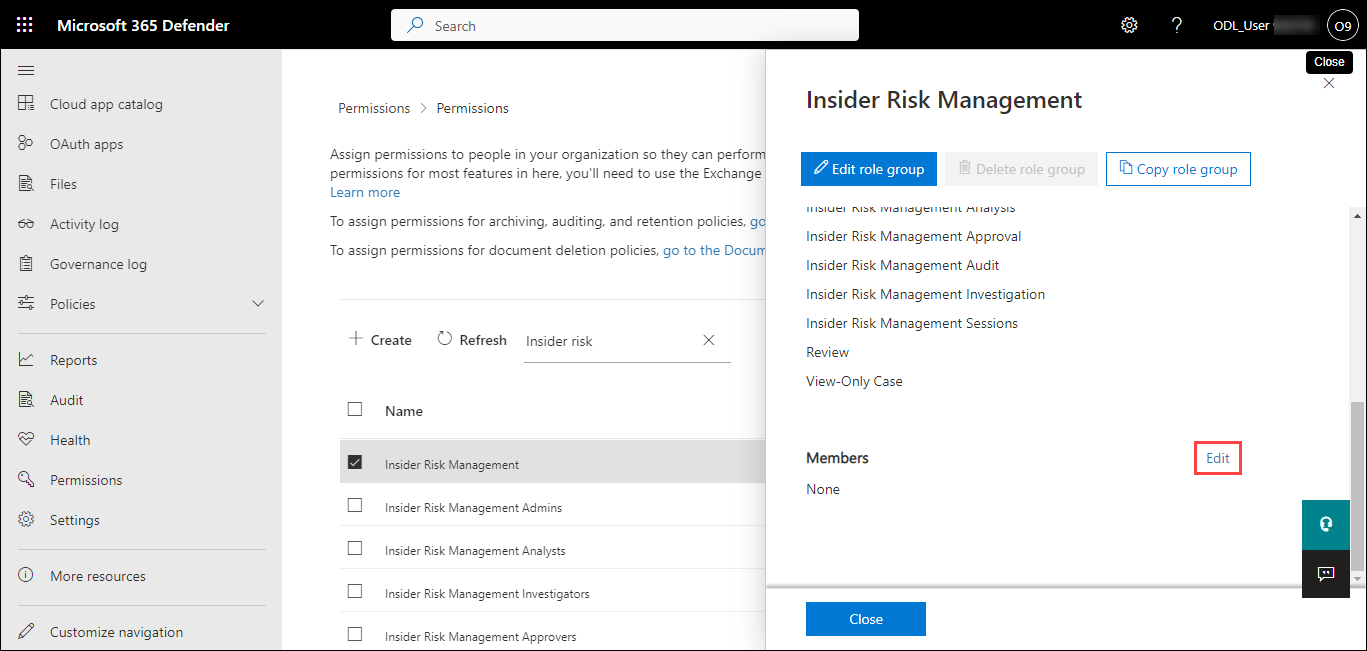 Microsoft 365 Defender
Search
?
ODL_User
O9
Close
Cloud app catalog
OAuth apps
Files
Activity log
Governance log
Policies
Reports
Audit
Health
Permissions
Settings
More resources
Customize navigation
Permissions > Permissions
Assign permissions to people in your organization so they can perform
permissions for most features in here, you'll need to use the Exchange
Learn more
To assign permissions for archiving, auditing, and retention policies, go
To assign permissions for document deletion policies, go to the Docum
Create
Refresh
Insider risk
Name
Insider Risk Management
Insider Risk Management Admins
Insider Risk Management Analysts
Insider Risk Management Investigators
Insider Risk Management Approvers
Insider Risk Management
Edit role group
Delete role group
Copy role group
Insider Risk Management Analysis
Insider Risk Management Approval
Insider Risk Management Audit
Insider Risk Management Investigation
Insider Risk Management Sessions
Review
View-Only Case
Members
Edit
None
Close